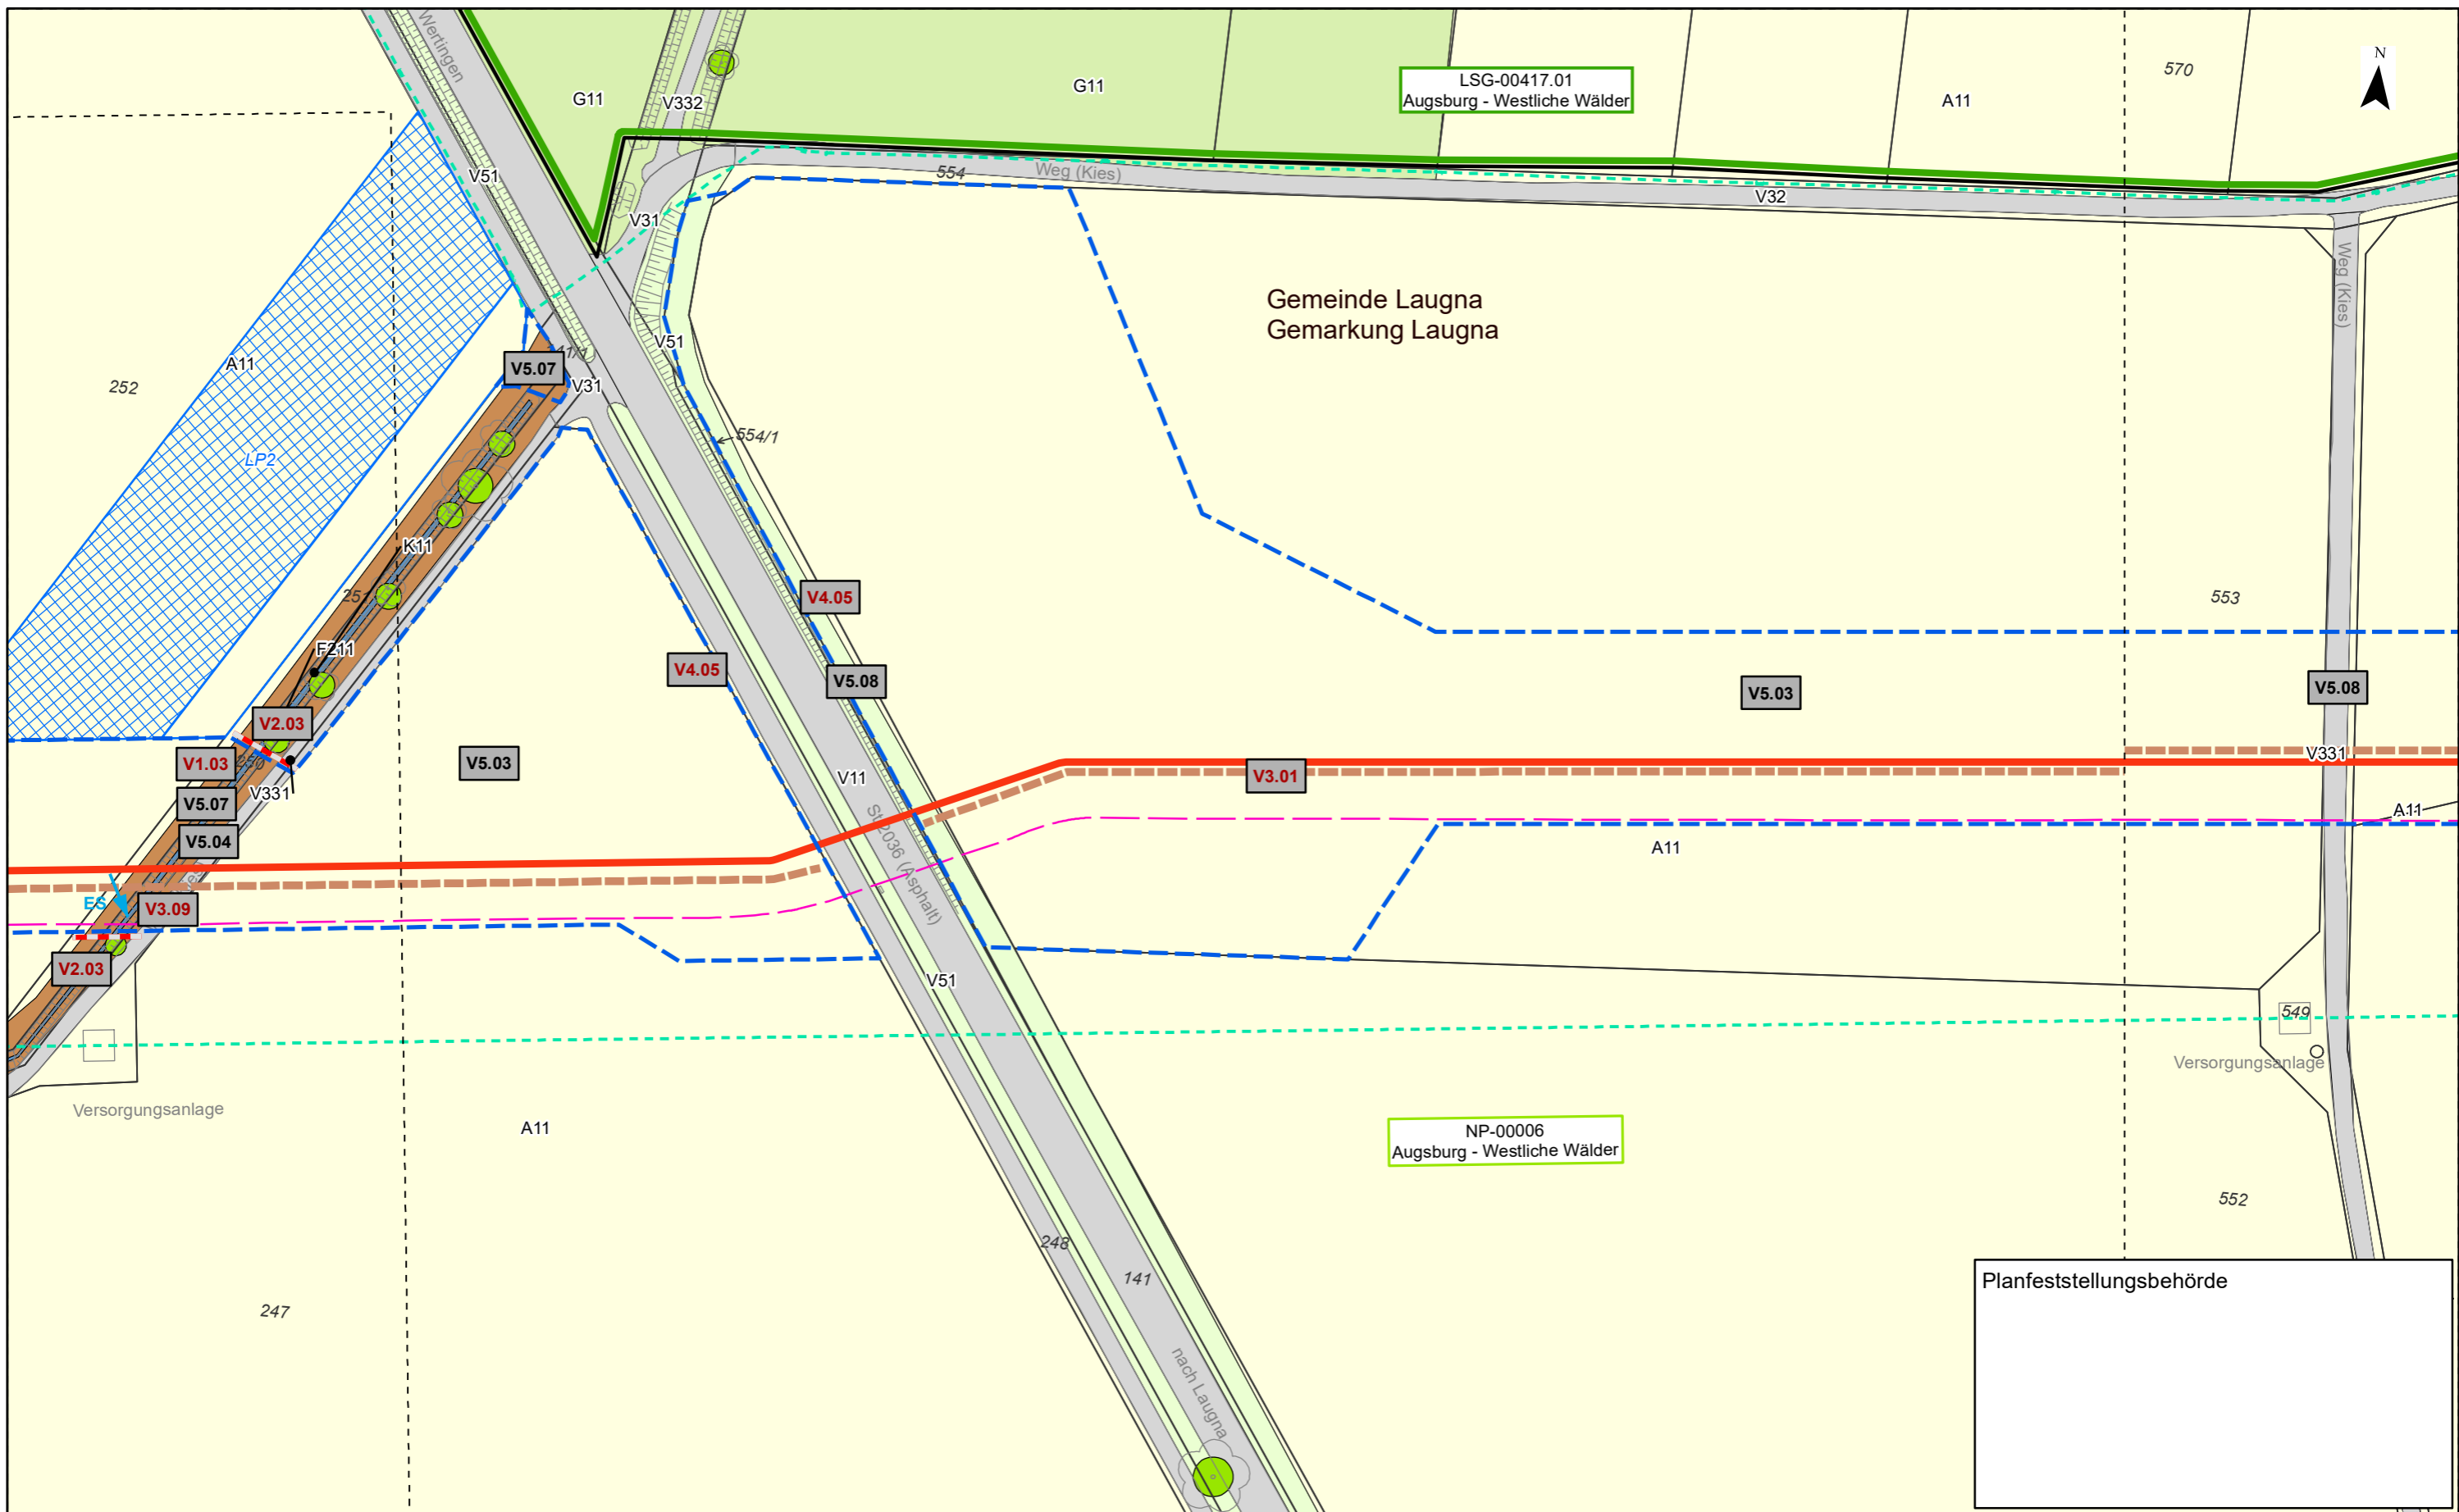 Wertingen
G11
V332
G11
LSG-00417.01
Augsburg - Westliche Wälder
A11
570
N
V51
554
Weg (Kies)
V32
V31
Gemeinde Laugna
Gemarkung Laugna
Weg (Kies)
V51
252
A11
V5.07
V31
554/1
LP2
K11
V4.05
553
F211
V4.05
V5.08
V5.03
V5.08
V2.03
V1.03
250
V5.03
V5.07
V331
V11
V3.01
V331
St 2036 (Asphalt)
A11
V5.04
A11
ES
V3.09
V2.03
V51
549
Versorgungsanlage
Versorgungsanlage
A11
NP-00006
Augsburg - Westliche Wälder
552
248
141
247
nach Laugna
Planfeststellungsbehörde